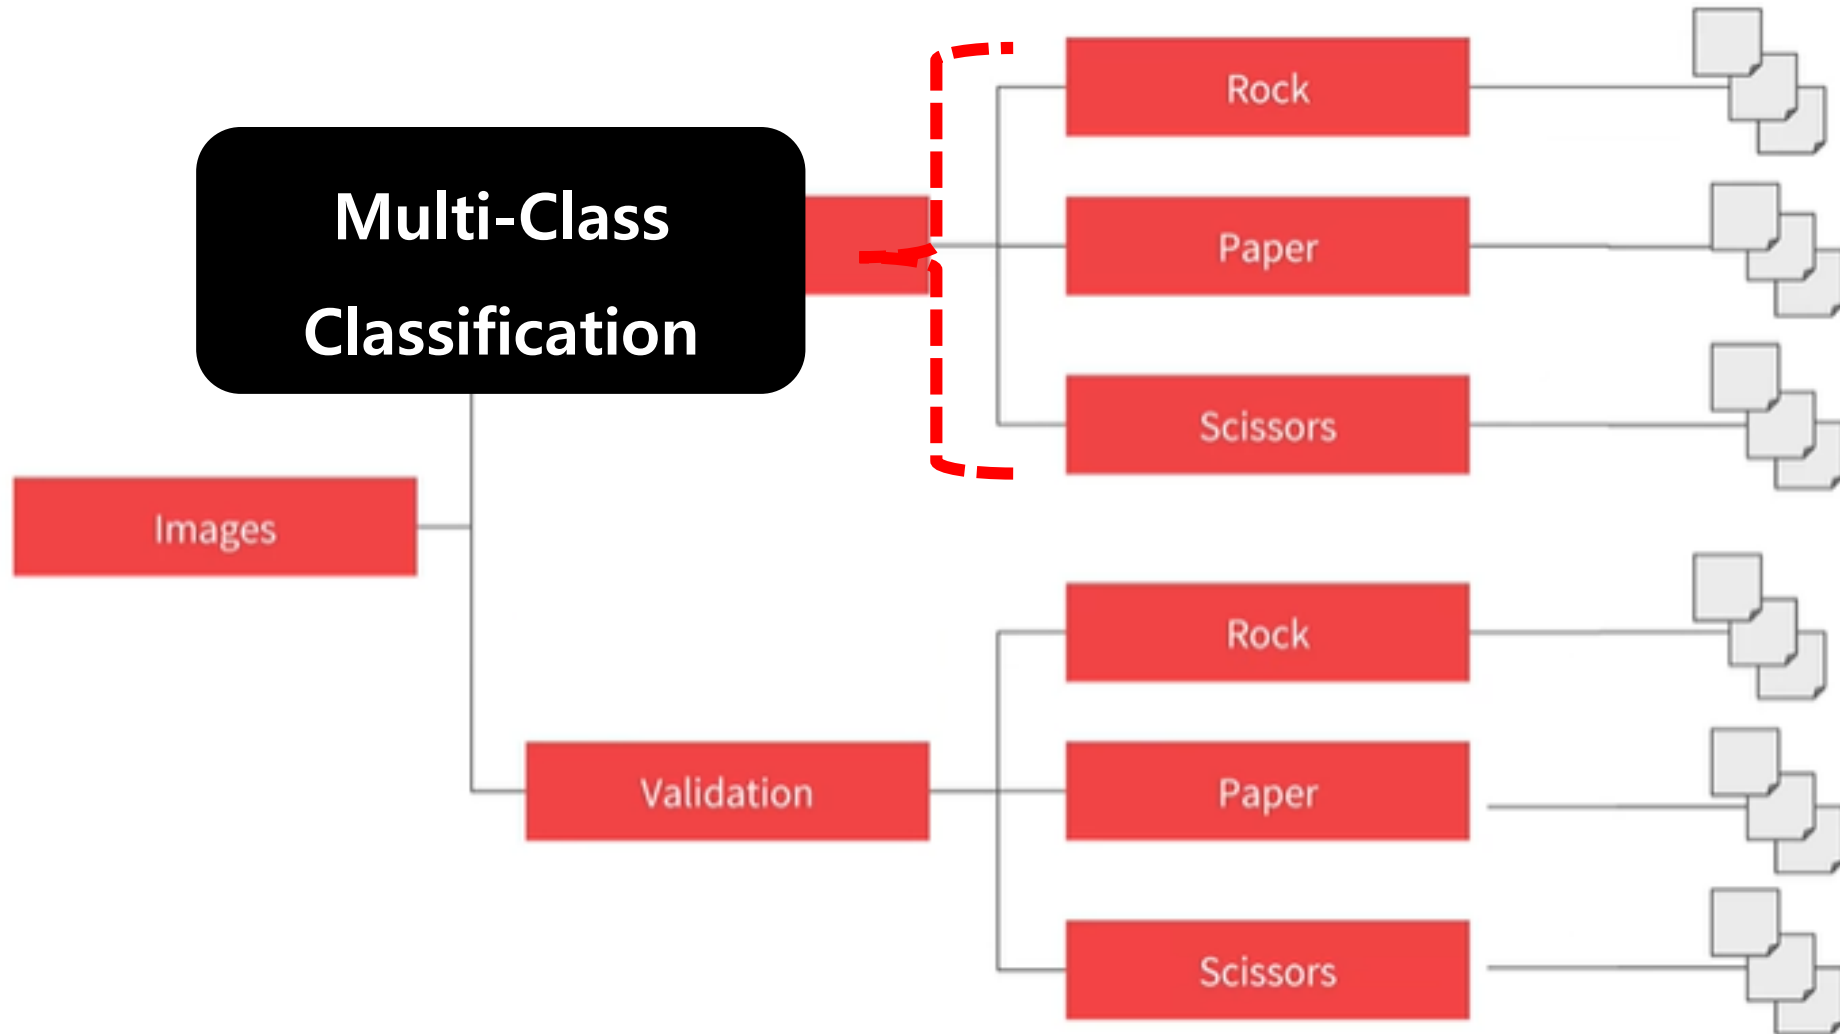 Multi-Class
Classification
Rock
Paper
Scissors
Images
Validation
Rock
Paper
Scissors